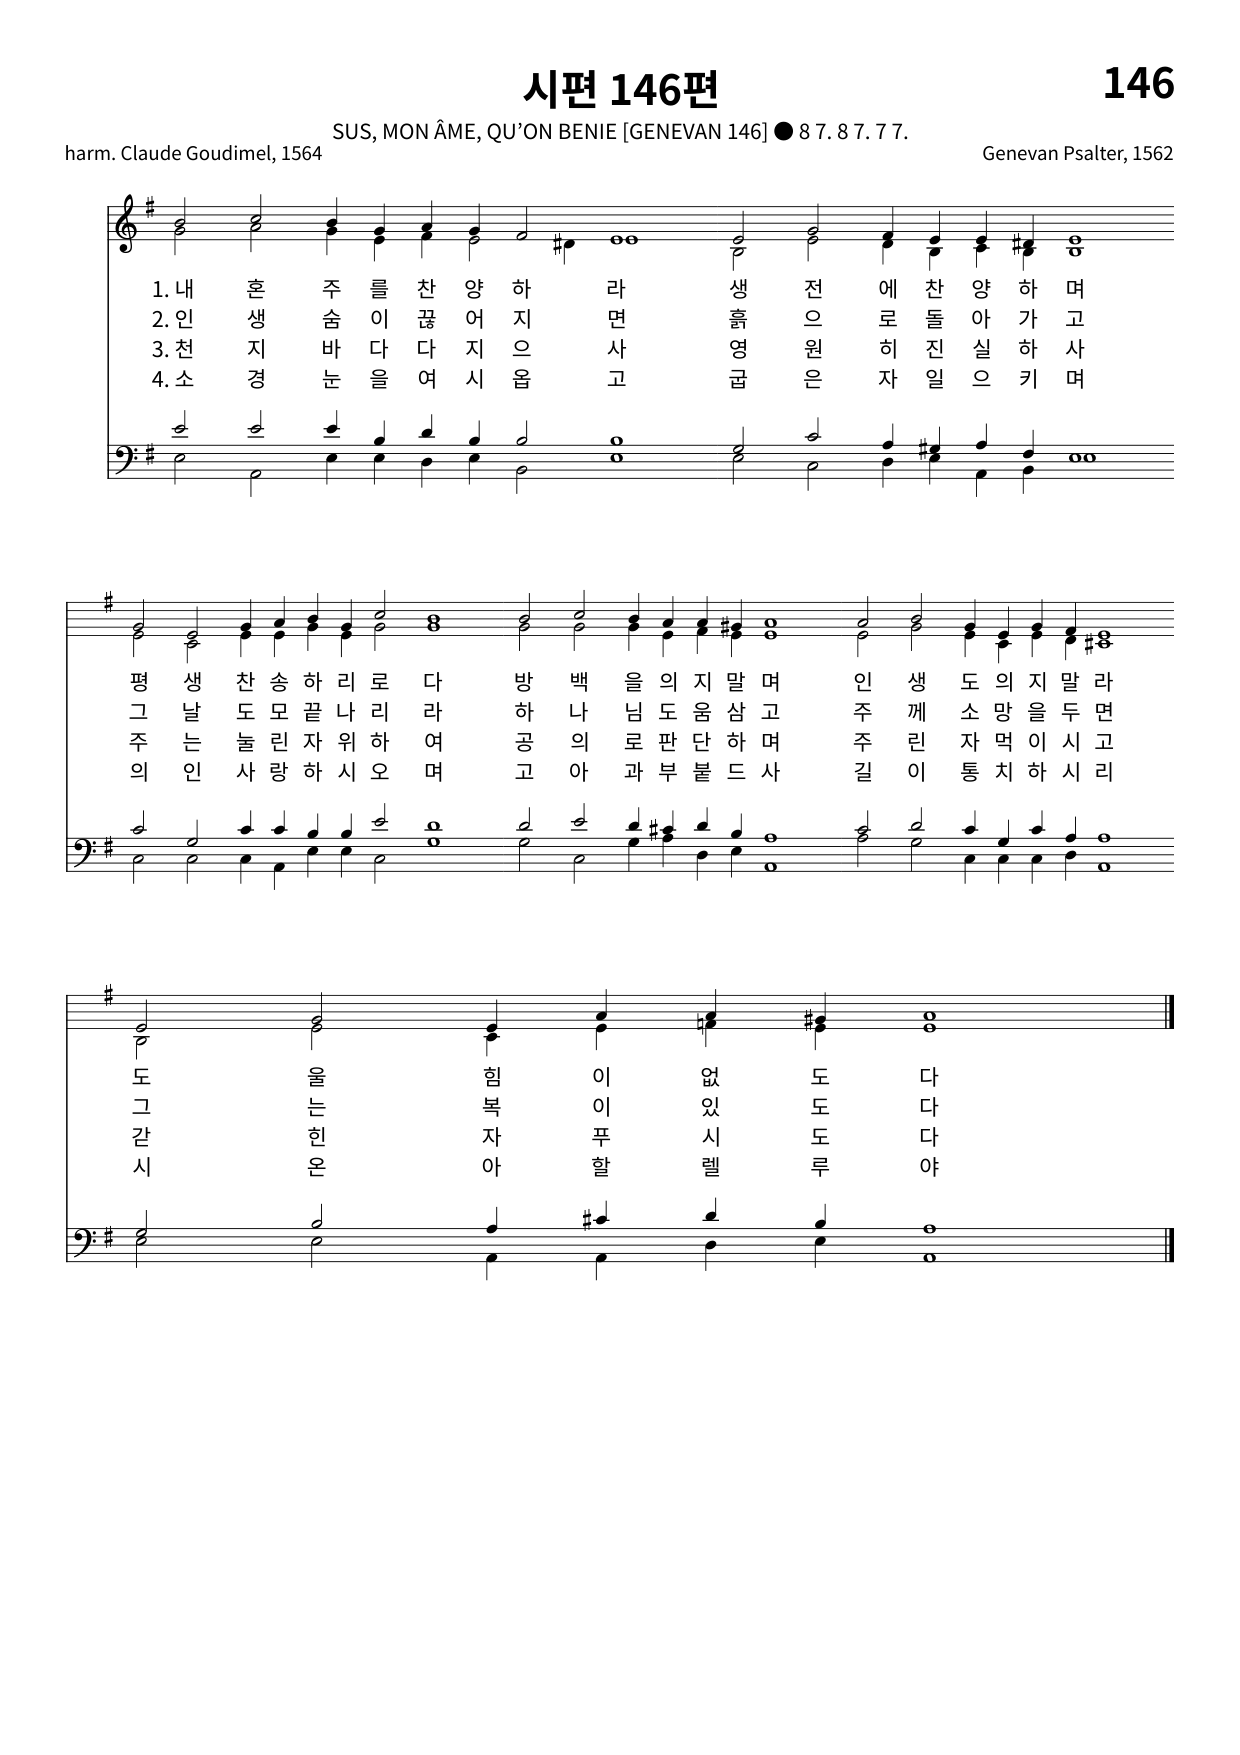 146
시편 146편
SUS, MON ÂME, QU’ON BENIE [GENEVAN 146] ● 8 7. 8 7. 7 7.
harm. Claude Goudimel, 1564
Genevan Psalter, 1562
1. 내 혼 주 를 찬 양 하 라 생 전 에 찬 양 하 며
2. 인 생 숨 이 끊 어 지 면 흙 으 로 돌 아 가 고
3. 천 지 바 다 다 지 으 사 영 원 히 진 실 하 사
4. 소 경 눈 을 여 시 옵 고 굽 은 자 일 으 키 며
평 생 찬 송 하 리 로 다 방 백 을 의 지 말 며 인 생 도 의 지 말 라
그 날 도 모 끝 나 리 라 하 나 님 도 움 삼 고 주 께 소 망 을 두 면
주 는 눌 린 자 위 하 여 공 의 로 판 단 하 며 주 린 자 먹 이 시 고
의 인 사 랑 하 시 오 며 고 아 과 부 붙 드 사 길 이 통 치 하 시 리
도 울 힘 이 없 도 다
그 는 복 이 있 도 다
갇 힌 자 푸 시 도 다
시 온 아 할 렐 루 야